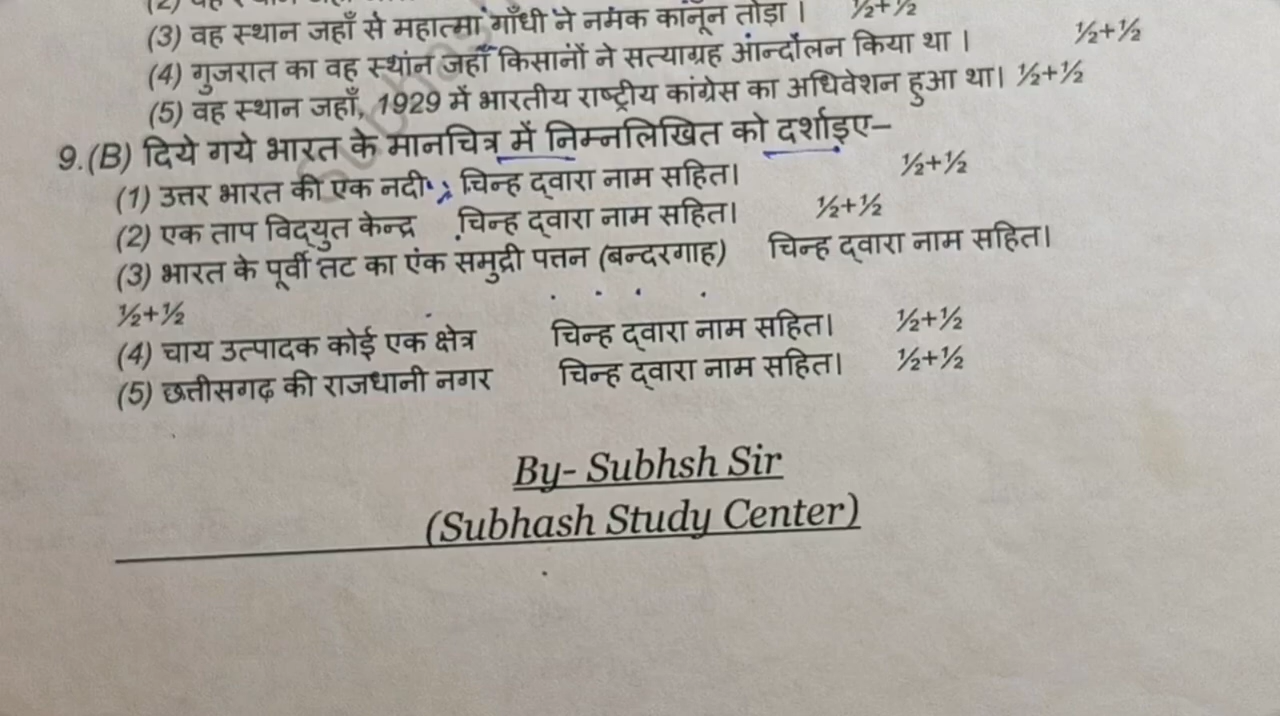 (3) वह स्थान जहाँ से महात्मा गाँधी ने नमक कानून तोड़ा । ½+½
(4) गुजरात का वह स्थान जहाँ किसानों ने सत्याग्रह आन्दोलन किया था । ½+½
(5) वह स्थान जहाँ, 1929 में भारतीय राष्ट्रीय कांग्रेस का अधिवेशन हुआ था। ½+½
9.(B) दिये गये भारत के मानचित्र में निम्नलिखित को दर्शाइए–
(1) उत्तर भारत की एक नदी चिन्ह द्वारा नाम सहित। ½+½
(2) एक ताप विद्युत केन्द्र चिन्ह द्वारा नाम सहित। ½+½
(3) भारत के पूर्वी तट का एक समुद्री पत्तन (बन्दरगाह) चिन्ह द्वारा नाम सहित।
½+½
(4) चाय उत्पादक कोई एक क्षेत्र चिन्ह द्वारा नाम सहित। ½+½
(5) छत्तीसगढ़ की राजधानी नगर चिन्ह द्वारा नाम सहित। ½+½
By- Subhsh Sir
(Subhash Study Center)